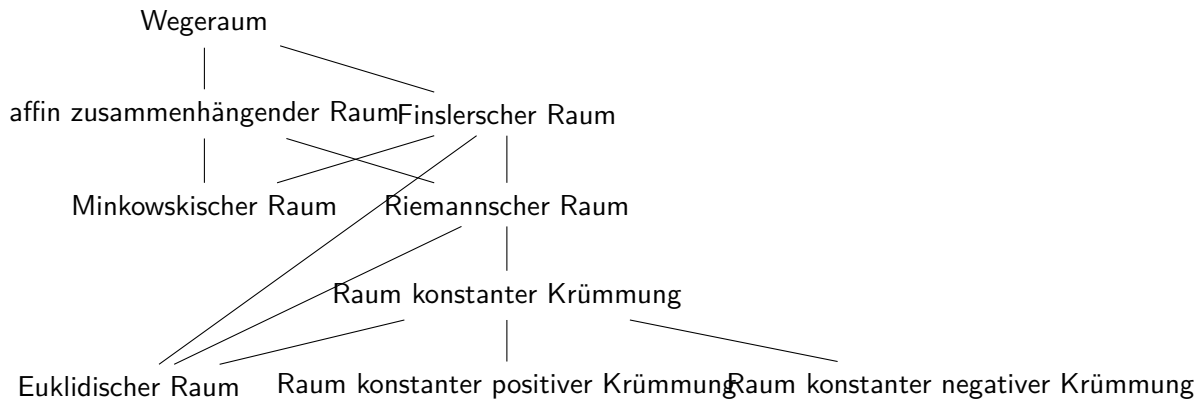 Wegeraum
affin zusammenhängender Raum Finslerscher Raum
Minkowskischer Raum Riemannscher Raum
Raum konstanter Krümmung
Euklidischer Raum Raum konstanter positiver Krümmung Raum konstanter negativer Krümmung